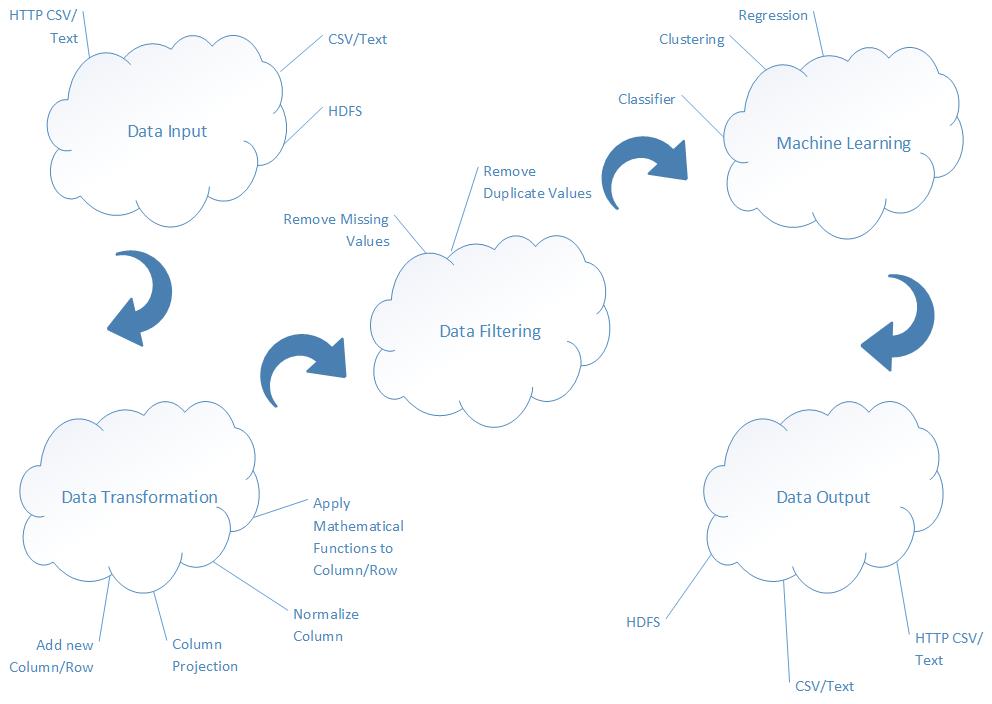 HTTP CSV/
Text
CSV/Text
HDFS
Data Input
Regression
Clustering
Classifier
Machine Learning
Remove
Duplicate Values
Remove Missing
Values
Data Filtering
Data Transformation
Apply
Mathematical
Functions to
Column/Row
Normalize
Column
Add new
Column/Row
Column
Projection
Data Output
HDFS
HTTP CSV/
Text
CSV/Text